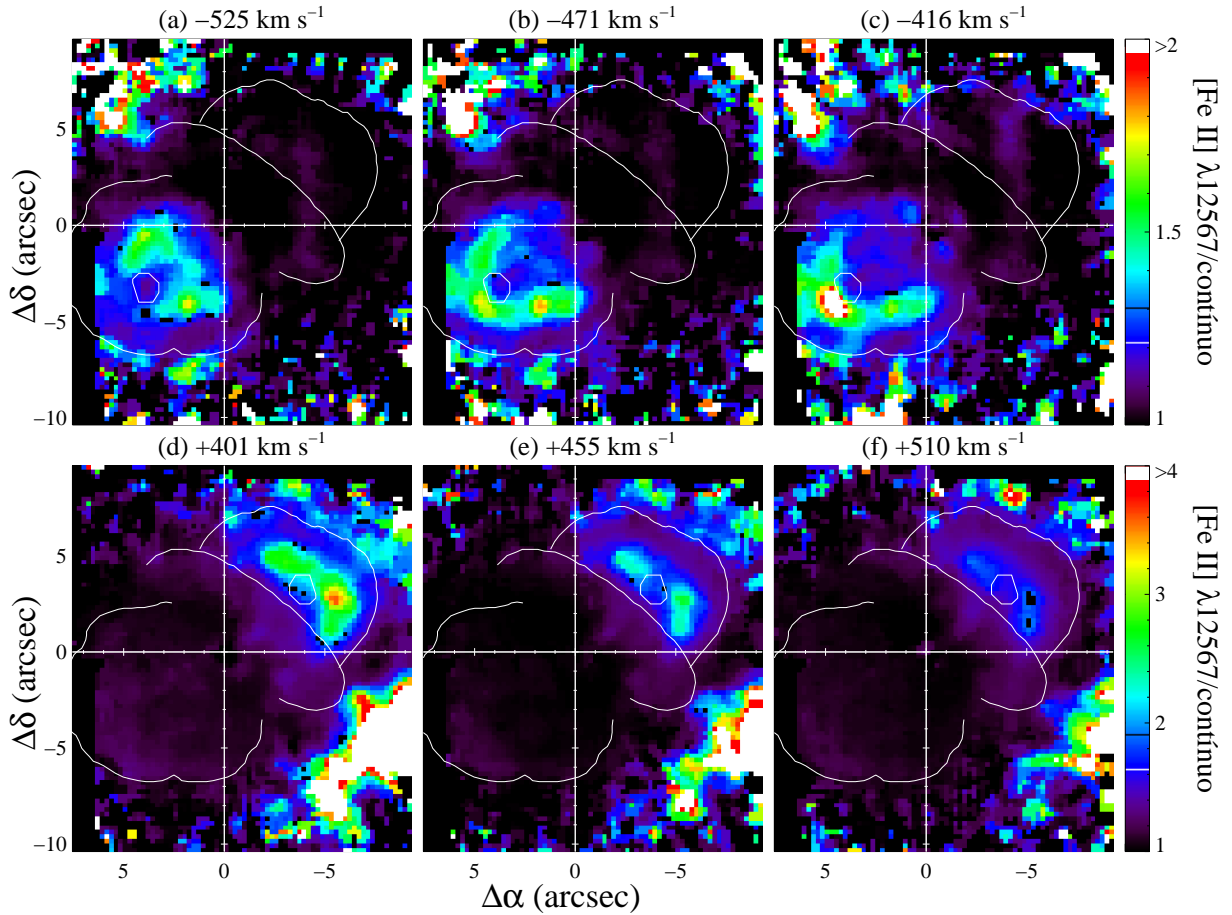 (a) −525 km s⁻¹
(b) −471 km s⁻¹
(c) −416 km s⁻¹
>2
1.5
1
[Fe II] λ12567/contínuo
5
0
−5
−10
Δδ (arcsec)
(d) +401 km s⁻¹
(e) +455 km s⁻¹
(f) +510 km s⁻¹
>4
3
2
1
[Fe II] λ12567/contínuo
5
0
−5
−10
Δδ (arcsec)
5 0 −5 5 0 −5 5 0 −5
Δα (arcsec)